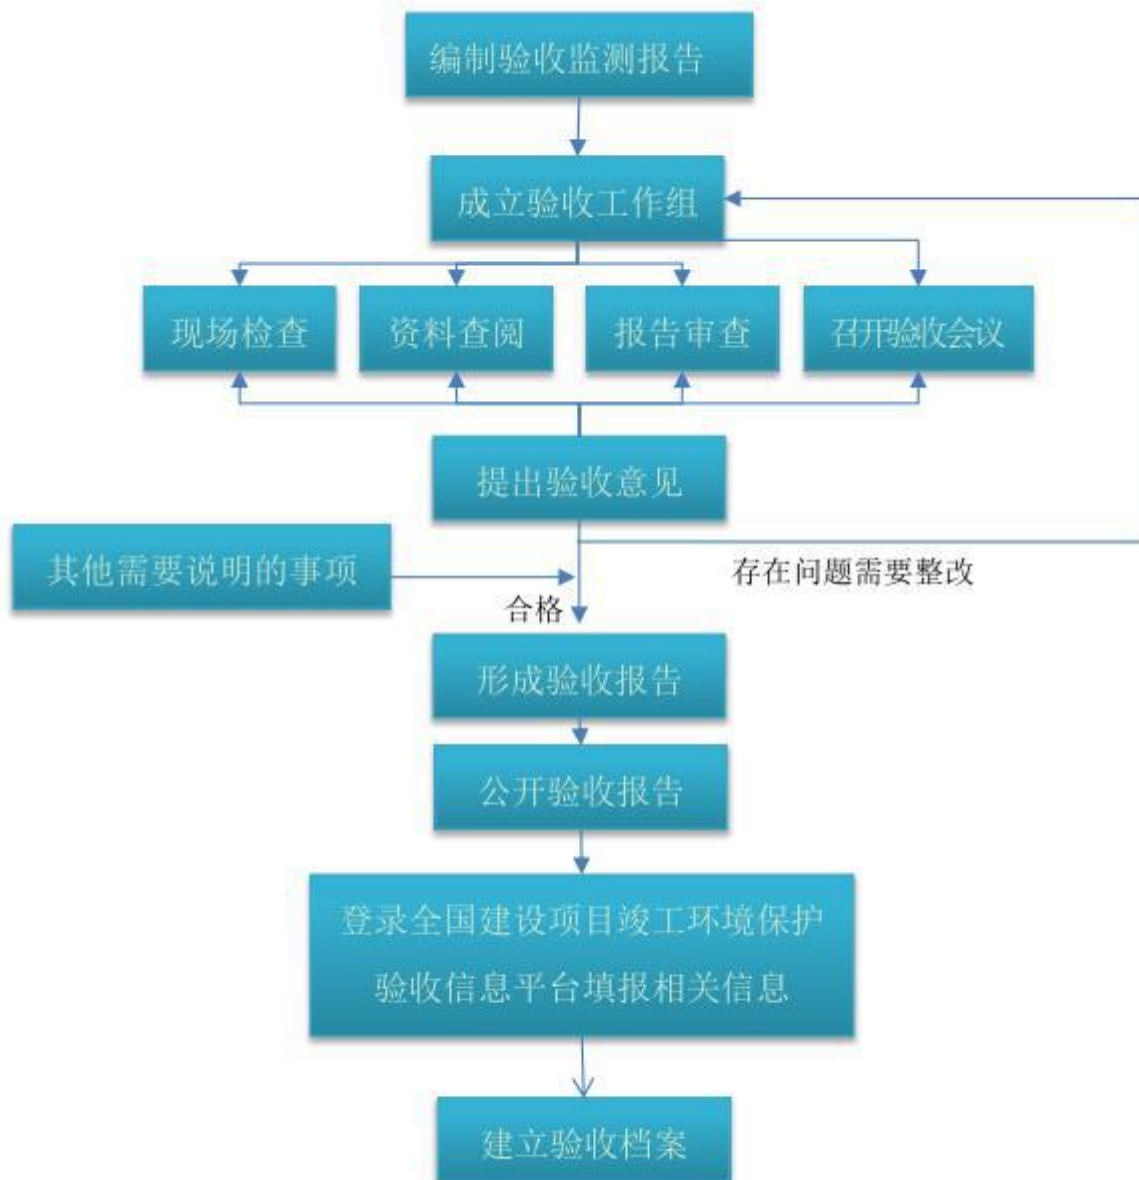 编制验收监测报告
成立验收工作组
现场检查
资料查阅
报告审查
召开验收会议
提出验收意见
其他需要说明的事项
存在问题需要整改
合格
形成验收报告
公开验收报告
登录全国建设项目竣工环境保护
验收信息平台填报相关信息
建立验收档案